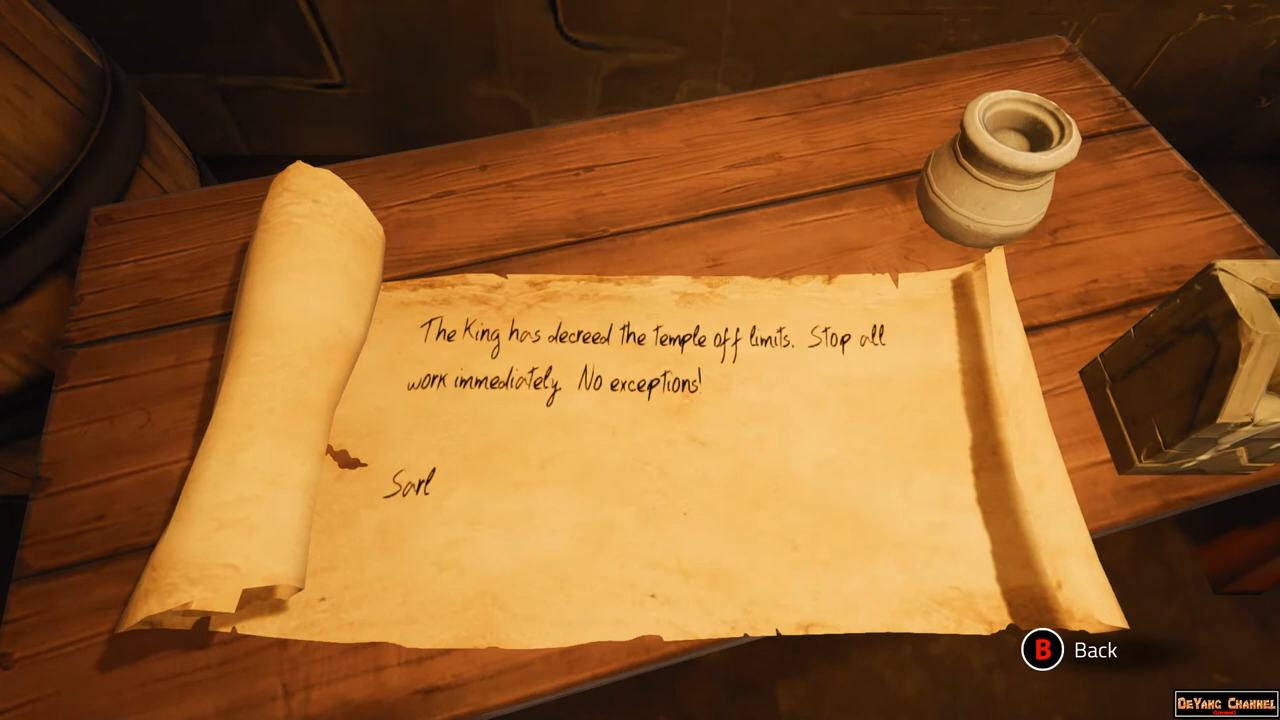 The King has decreed the temple off limits. Stop all
work immediately. No exceptions!
Sarl
B Back
DeYang Channel